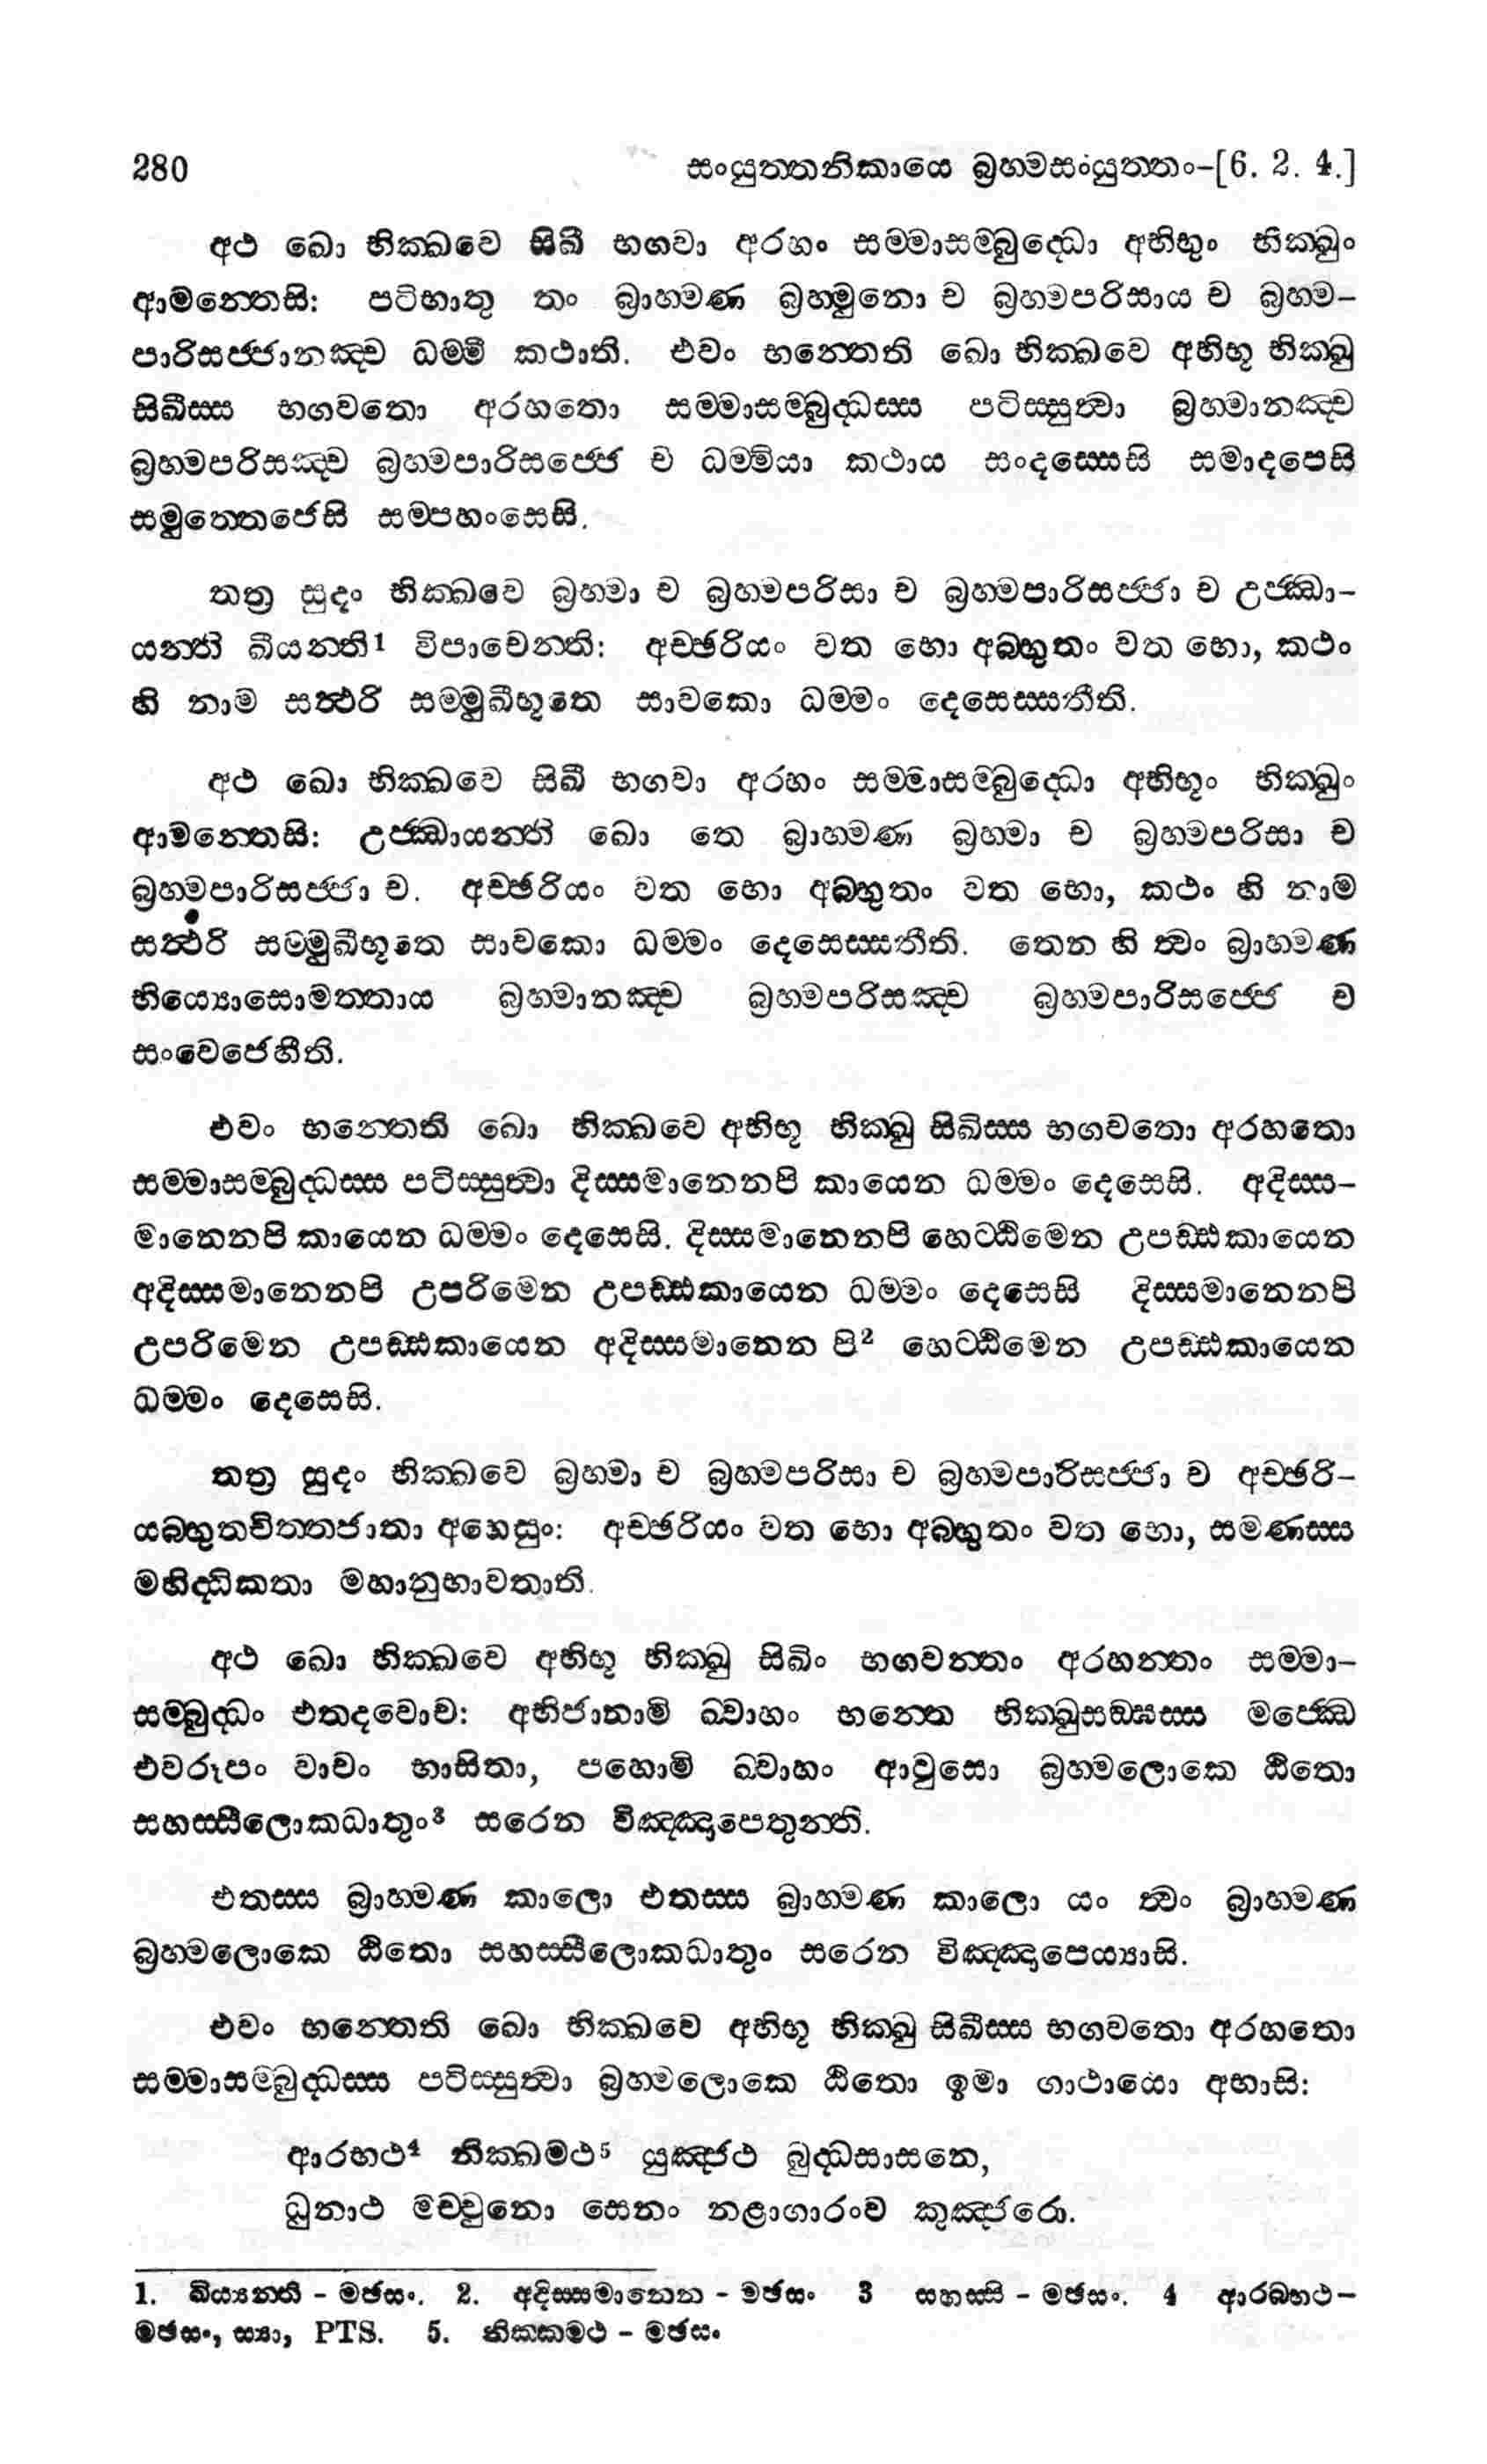 280 සංයුත්තනිකායෙ බ්‍රහ්මසංයුත්තං-[6. 2. 4.]
අථ ඛො භික්ඛවෙ සිඛී භගවා අරහං සම්මාසම්බුද්ධො අභිභුං භික්ඛුං
ආමන්තෙසි: පටිභාතු තං බ්‍රාහ්මණ බ්‍රහ්මුනො ච බ්‍රහ්මපරිසාය ච බ්‍රහ්ම-
පාරිසජ්ජානඤ්ච ධම්මී කථාති. එවං භන්තෙති ඛො භික්ඛවෙ අභිභූ භික්ඛු
සිඛීස්ස භගවතො අරහතො සම්මාසම්බුද්ධස්ස පටිස්සුත්වා බ්‍රහ්මානඤ්ච
බ්‍රහ්මපරිසඤ්ච බ්‍රහ්මපාරිසජ්ජෙ ච ධම්මියා කථාය සංදස්සෙසි සමාදපෙසි
සමුත්තෙජෙසි සම්පහංසෙසි.
තත්‍ර සුදං භික්ඛවෙ බ්‍රහ්මා ච බ්‍රහ්මපරිසා ච බ්‍රහ්මපාරිසජ්ජා ච උජ්ඣා-
යන්ති ඛීයන්ති1 විපාචෙන්ති: අච්ඡරියං වත භො අබ්භුතං වත භො, කථං
හි නාම සත්ථරි සම්මුඛීභූතෙ සාවකො ධම්මං දෙසෙස්සතීති.
අථ ඛො භික්ඛවෙ සිඛී භගවා අරහං සම්මාසම්බුද්ධො අභිභූං භික්ඛුං
ආමන්තෙසි: උජ්ඣායන්ති ඛො තෙ බ්‍රාහ්මණ බ්‍රහ්මා ච බ්‍රහ්මපරිසා ච
බ්‍රහ්මපාරිසජ්ජා ච. අච්ඡරියං වත භො අබ්භුතං වත භො, කථං හි නාම
සත්ථරි සම්මුඛීභූතෙ සාවකො ධම්මං දෙසෙස්සතීති. තෙන හි ත්වං බ්‍රාහ්මණ
භිය්‍යොසොමත්තාය බ්‍රහ්මානඤ්ච බ්‍රහ්මපරිසඤ්ච බ්‍රහ්මපාරිසජ්ජෙ ච
සංවෙජෙහීති.
එවං භන්තෙති ඛො භික්ඛවෙ අභිභූ භික්ඛු සිඛිස්ස භගවතො අරහතො
සම්මාසම්බුද්ධස්ස පටිස්සුත්වා දිස්සමානෙනපි කායෙන ධම්මං දෙසෙසි. අදිස්ස-
මානෙනපි කායෙන ධම්මං දෙසෙසි. දිස්සමානෙනපි හෙට්ඨිමෙන උපඩ්ඪකායෙන
අදිස්සමානෙනපි උපරිමෙන උපඩ්ඪකායෙන ධම්මං දෙසෙසි දිස්සමානෙනපි
උපරිමෙන උපඩ්ඪකායෙන අදිස්සමානෙන පි2 හෙට්ඨිමෙන උපඩ්ඪකායෙන
ධම්මං දෙසෙසි.
තත්‍ර සුදං භික්ඛවෙ බ්‍රහ්මා ච බ්‍රහ්මපරිසා ච බ්‍රහ්මපාරිසජ්ජා ච අච්ඡරි-
යබ්භුතචිත්තජාතා අහෙසුං: අච්ඡරියං වත භො අබ්භුතං වත භො, සමණස්ස
මහිද්ධිකතා මහානුභාවතාති.
අථ ඛො භික්ඛවෙ අභිභූ භික්ඛු සිඛිං භගවන්තං අරහන්තං සම්මා-
සම්බුද්ධං එතදවොච: අභිජානාමි ඛ්වාහං භන්තෙ භික්ඛුසඞ්ඝස්ස මජ්ඣෙ
එවරූපං වාචං භාසිතා, පහොමි ඛ්වාහං ආවුසො බ්‍රහ්මලොකෙ ඨිතො
සහස්සීලොකධාතුං3 සරෙන විඤ්ඤාපෙතුන්ති.
එතස්ස බ්‍රාහ්මණ කාලො එතස්ස බ්‍රාහ්මණ කාලො යං ත්වං බ්‍රාහ්මණ
බ්‍රහ්මලොකෙ ඨිතො සහස්සීලොකධාතුං සරෙන විඤ්ඤාපෙය්‍යාසි.
එවං භන්තෙති ඛො භික්ඛවෙ අභිභූ භික්ඛු සිඛීස්ස භගවතො අරහතො
සම්මාසම්බුද්ධස්ස පටිස්සුත්වා බ්‍රහ්මලොකෙ ඨිතො ඉමා ගාථායො අභාසි:
ආරභථ4 නික්ඛමථ5 යුඤ්ජථ බුද්ධසාසනෙ,
ධුනාථ මච්චුනො සෙනං නළාගාරංව කුඤ්ජරො.
1. ඛිය්‍යන්ති - මඡසං. 2. අදිස්සමානෙන - මඡසං 3 සහස්සි - මඡසං. 4 ආරබ්භථ-
මඡසං, ස්‍යා, PTS. 5. නික්කමථ - මඡසං